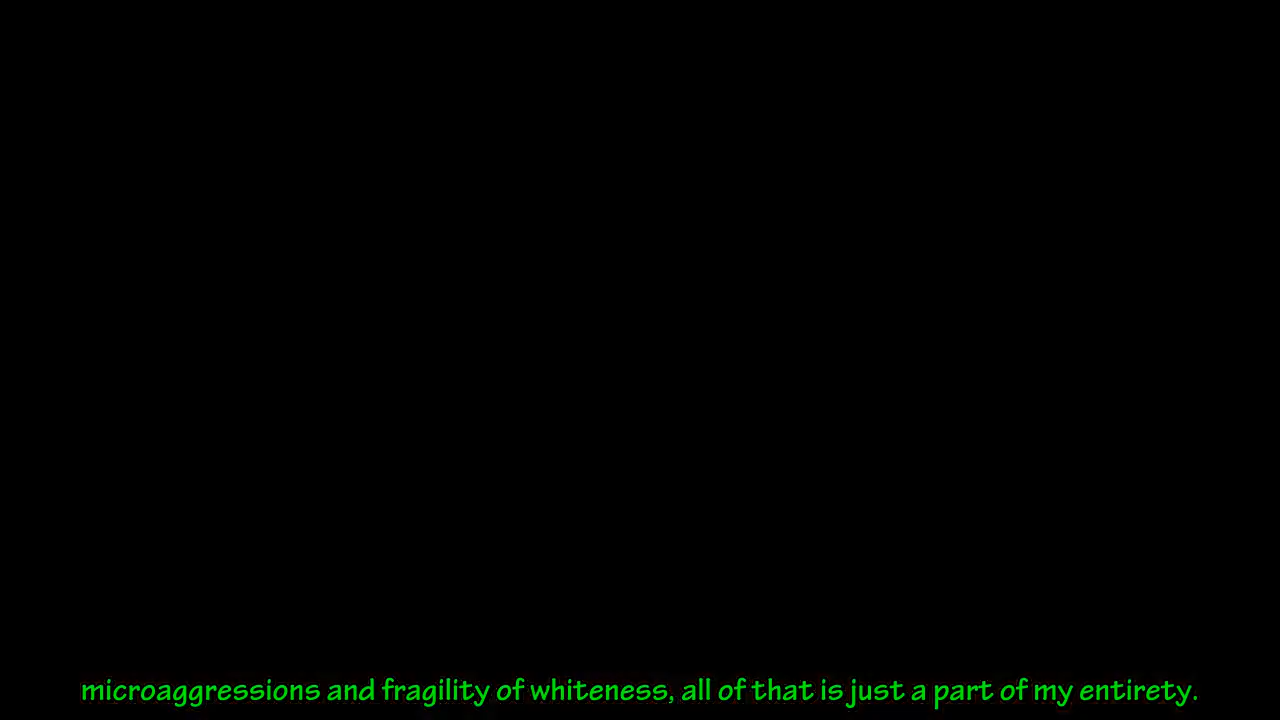 microaggressions and fragility of whiteness, all of that is just a part of my entirety.